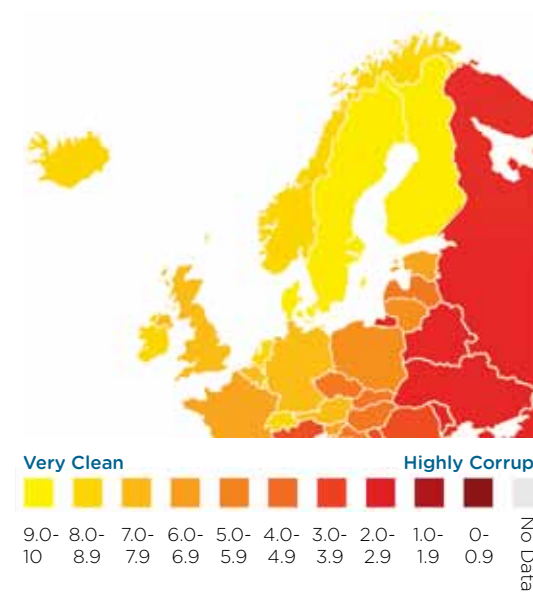 Very Clean Highly Corrup
9.0- 8.0- 7.0- 6.0- 5.0- 4.0- 3.0- 2.0- 1.0- 0-
10 8.9 7.9 6.9 5.9 4.9 3.9 2.9 1.9 0.9
No Data